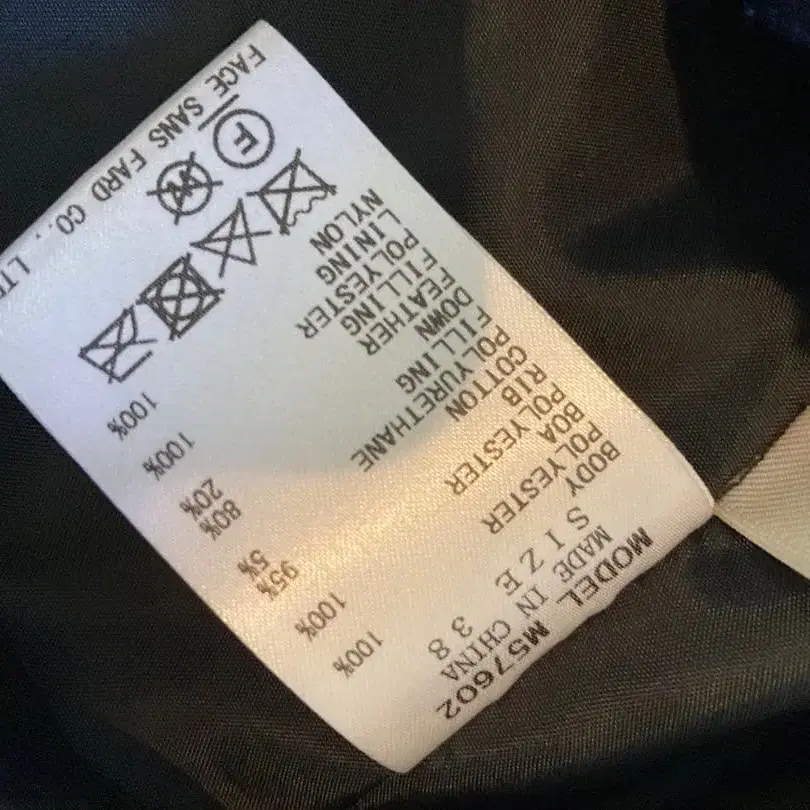 MODEL M57602
MADE IN CHINA
SIZE 38
BODY
POLYESTER 100%
BOA
POLYESTER 100%
RIB
COTTON 95%
POLYURETHANE 5%
FILLING
DOWN 80%
FEATHER 20%
FILLING
POLYESTER 100%
LINING
NYLON 100%
F
W
FACE SANS FARD CO., LTD